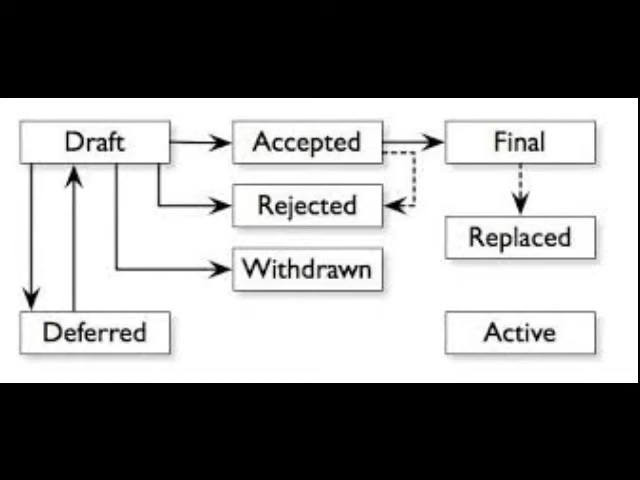 Draft
Accepted
Final
Rejected
Replaced
Withdrawn
Deferred
Active